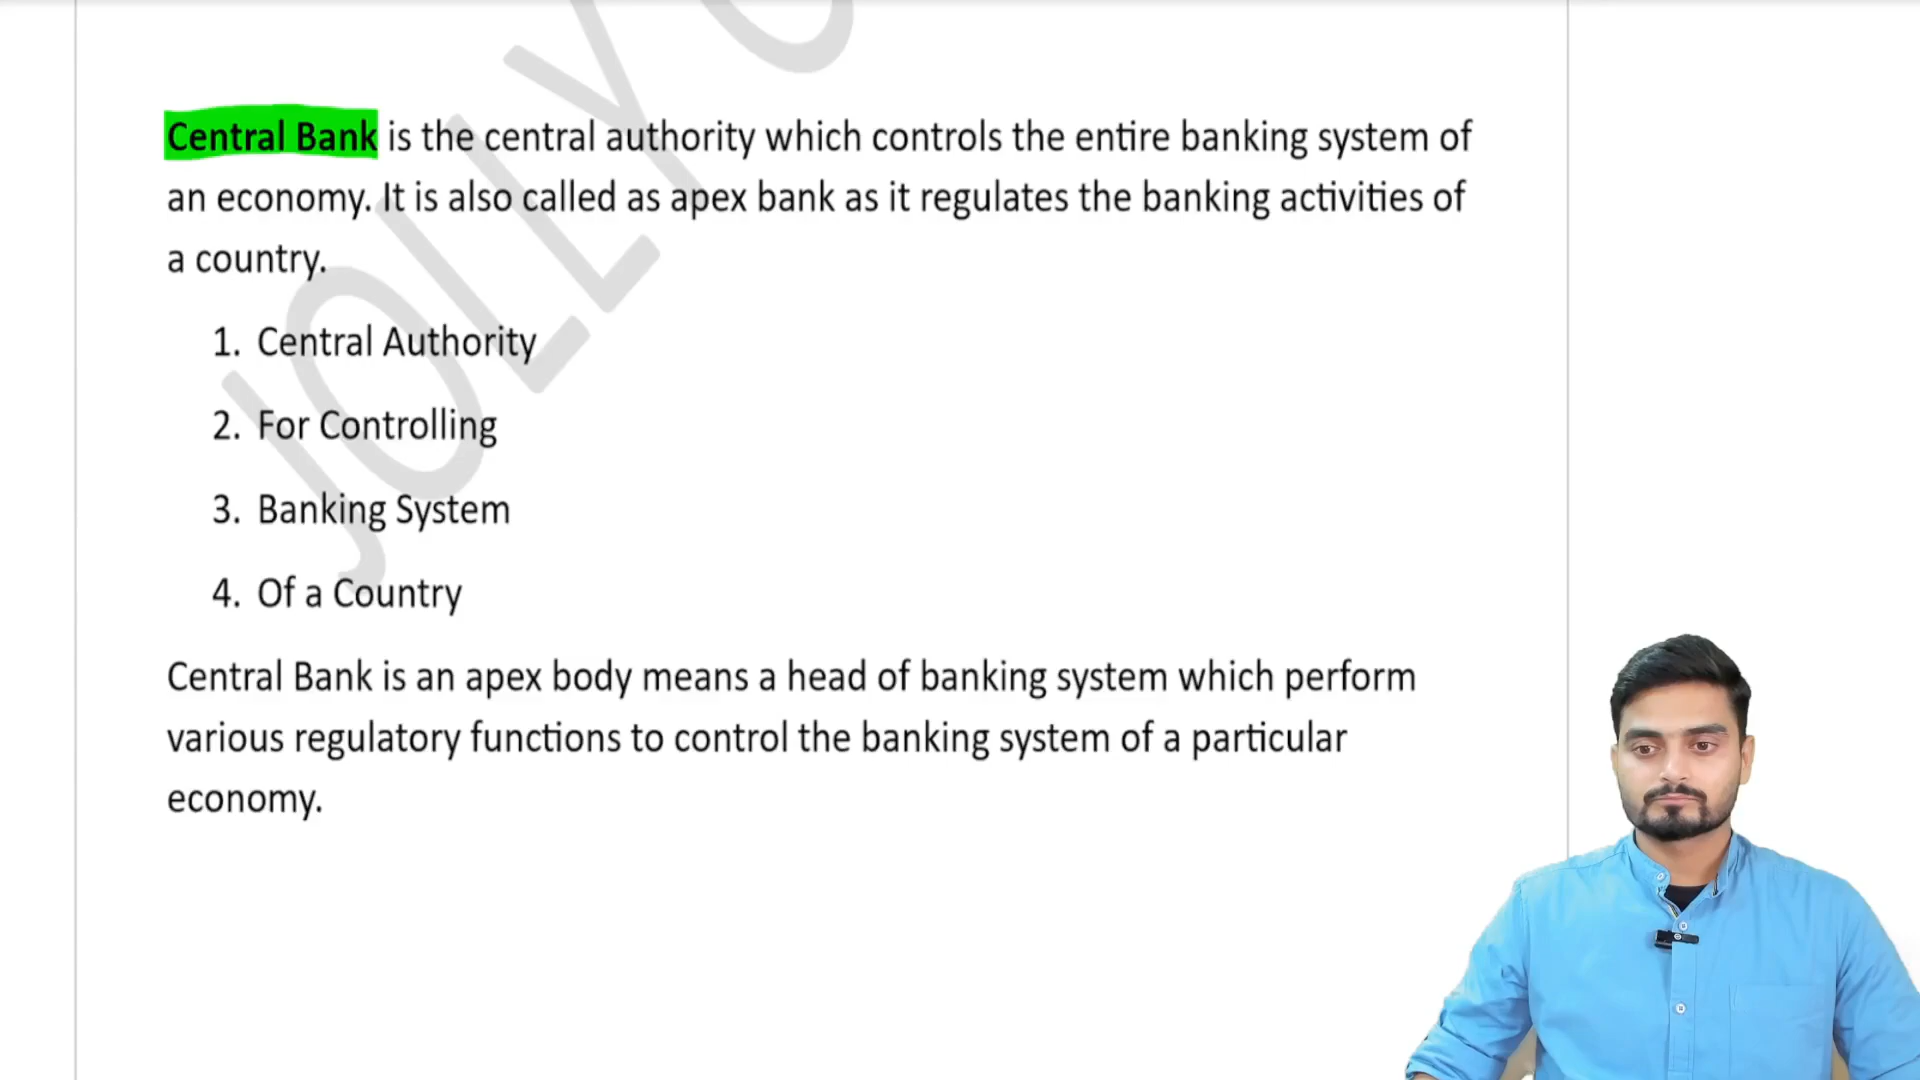 Central Bank is the central authority which controls the entire banking system of
an economy. It is also called as apex bank as it regulates the banking activities of
a country.
1. Central Authority
2. For Controlling
3. Banking System
4. Of a Country
Central Bank is an apex body means a head of banking system which perform
various regulatory functions to control the banking system of a particular
economy.
JOLLY